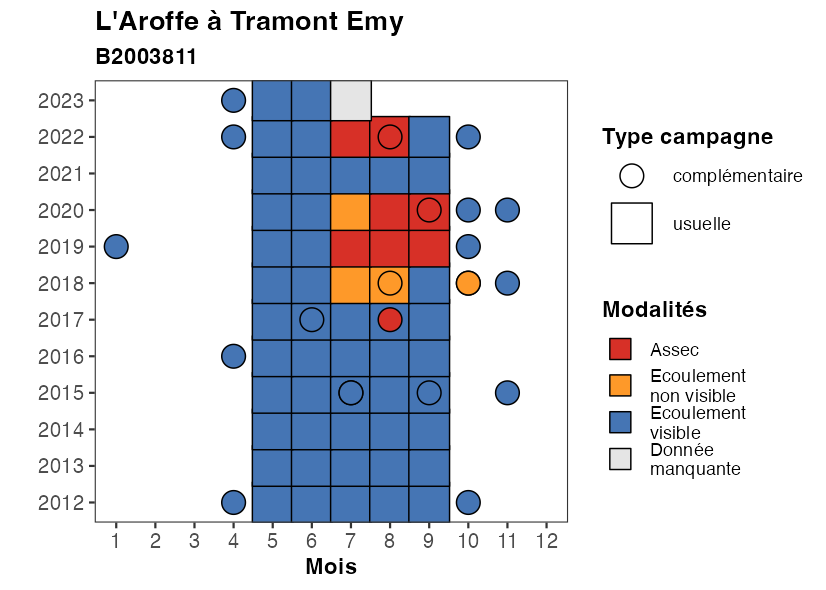 L'Aroffe à Tramont Emy
B2003811
2023
2022
2021
2020
2019
2018
2017
2016
2015
2014
2013
2012
1 2 3 4 5 6 7 8 9 10 11 12
Mois
Type campagne
complémentaire
usuelle
Modalités
Assec
Ecoulement
non visible
Ecoulement
visible
Donnée
manquante